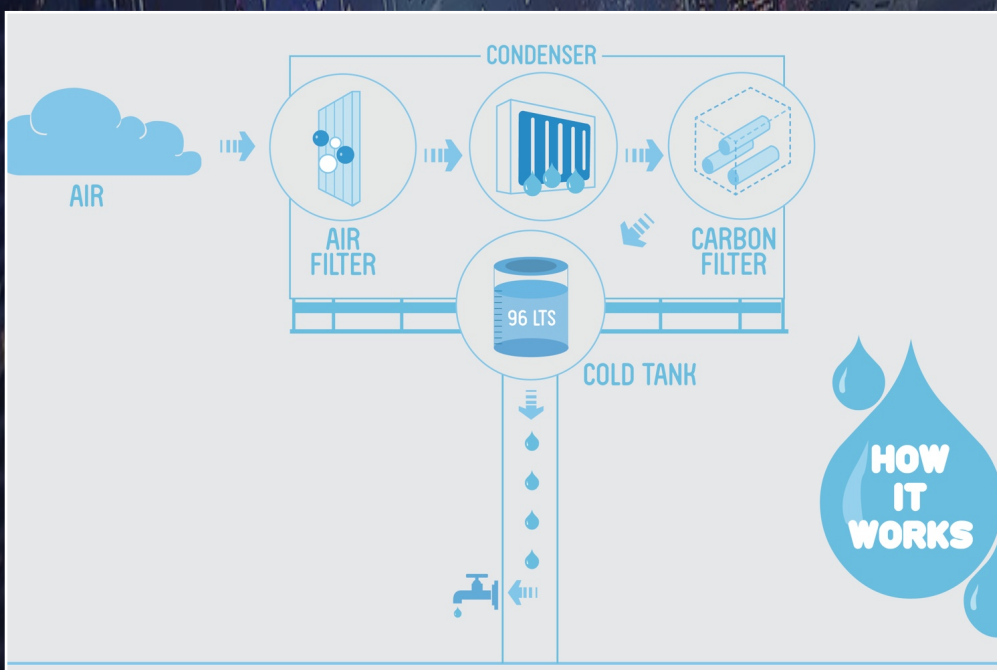 CONDENSER
AIR
AIR
FILTER
CARBON
FILTER
96 LTS
COLD TANK
HOW
IT
WORKS